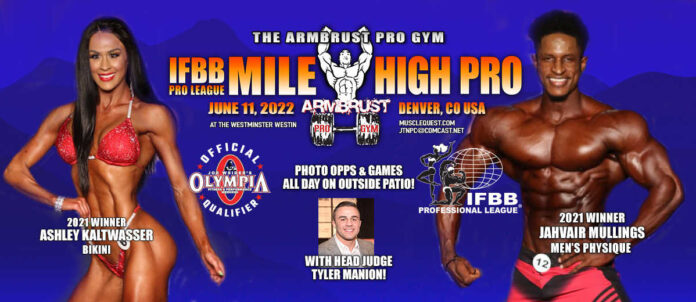 THE ARMBRUST PRO GYM
IFBB
PRO LEAGUE
MILE HIGH PRO
JUNE 11, 2022
ARMBRUST
PRO GYM
DENVER, CO USA
AT THE WESTMINSTER WESTIN
MUSCLEQUEST.COM
JTNPC@COMCAST.NET
OFFICIAL
JOE WEIDER'S
OLYMPIA
QUALIFIER
PHOTO OPPS & GAMES
ALL DAY ON OUTSIDE PATIO!
IFBB
PROFESSIONAL LEAGUE
2021 WINNER
ASHLEY KALTWASSER
BIKINI
WITH HEAD JUDGE
TYLER MANION!
2021 WINNER
JAHVAIR MULLINGS
MEN'S PHYSIQUE
12